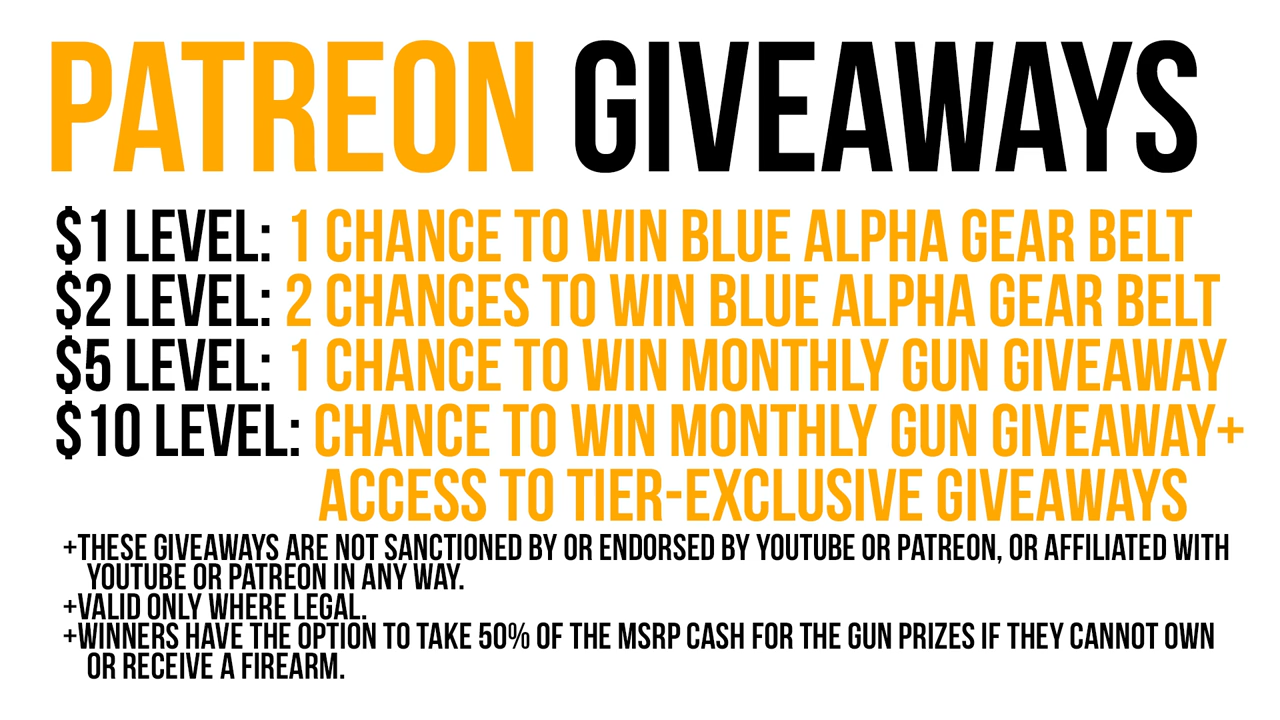 PATREON GIVEAWAYS
$1 LEVEL: 1 CHANCE TO WIN BLUE ALPHA GEAR BELT
$2 LEVEL: 2 CHANCES TO WIN BLUE ALPHA GEAR BELT
$5 LEVEL: 1 CHANCE TO WIN MONTHLY GUN GIVEAWAY
$10 LEVEL: CHANCE TO WIN MONTHLY GUN GIVEAWAY+
ACCESS TO TIER-EXCLUSIVE GIVEAWAYS
+THESE GIVEAWAYS ARE NOT SANCTIONED BY OR ENDORSED BY YOUTUBE OR PATREON, OR AFFILIATED WITH
YOUTUBE OR PATREON IN ANY WAY.
+VALID ONLY WHERE LEGAL.
+WINNERS HAVE THE OPTION TO TAKE 50% OF THE MSRP CASH FOR THE GUN PRIZES IF THEY CANNOT OWN
OR RECEIVE A FIREARM.